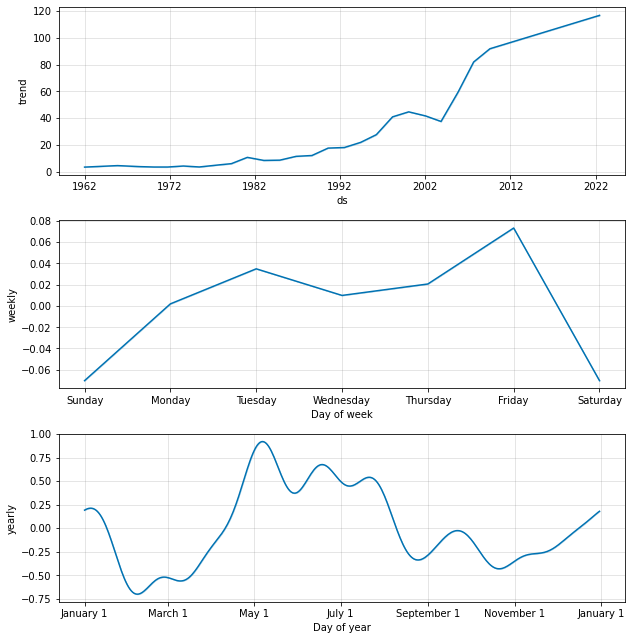 120
100
80
60
40
20
0
trend
1962 1972 1982 1992 2002 2012 2022
ds
0.08
0.06
0.04
0.02
0.00
−0.02
−0.04
−0.06
weekly
Sunday Monday Tuesday Wednesday Thursday Friday Saturday
Day of week
1.00
0.75
0.50
0.25
0.00
−0.25
−0.50
−0.75
yearly
January 1 March 1 May 1 July 1 September 1 November 1 January 1
Day of year